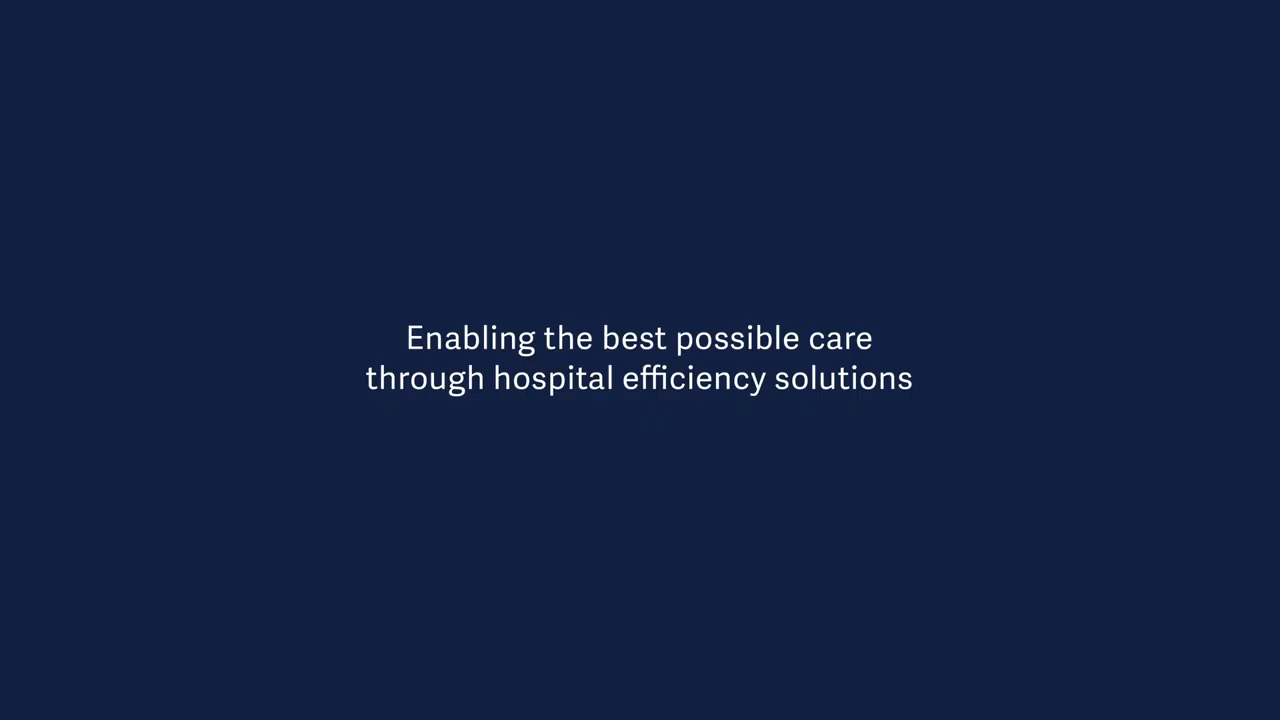 Enabling the best possible care
through hospital efficiency solutions